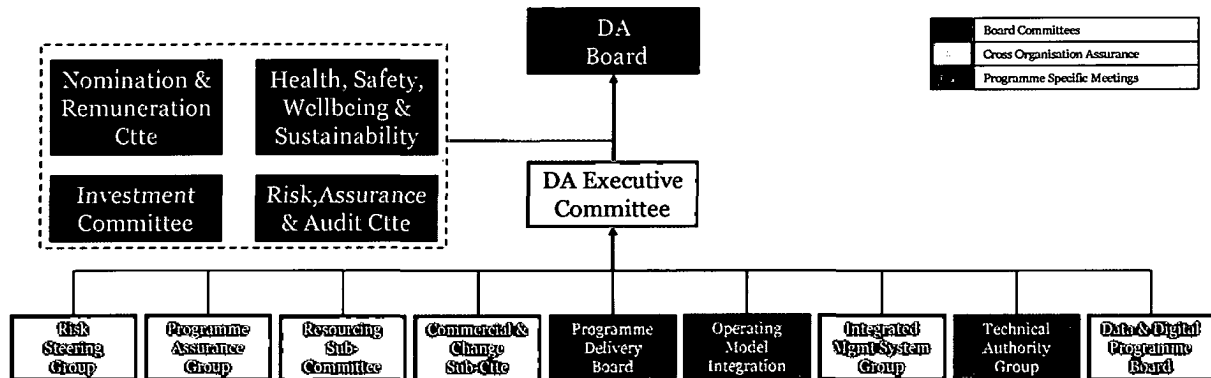 DA
Board
Board Committees
Cross Organisation Assurance
Programme Specific Meetings
Nomination &
Remuneration
Ctte
Health, Safety,
Wellbeing &
Sustainability
Investment
Committee
Risk,Assurance
& Audit Ctte
DA Executive
Committee
Risk
Steering
Group
Programme
Assurance
Group
Resourcing
Sub-
Committee
Commercial &
Change
Sub-Ctte
Programme
Delivery
Board
Operating
Model
Integration
Integrated
Mgmt System
Group
Technical
Authority
Group
Data & Digital
Programme
Board